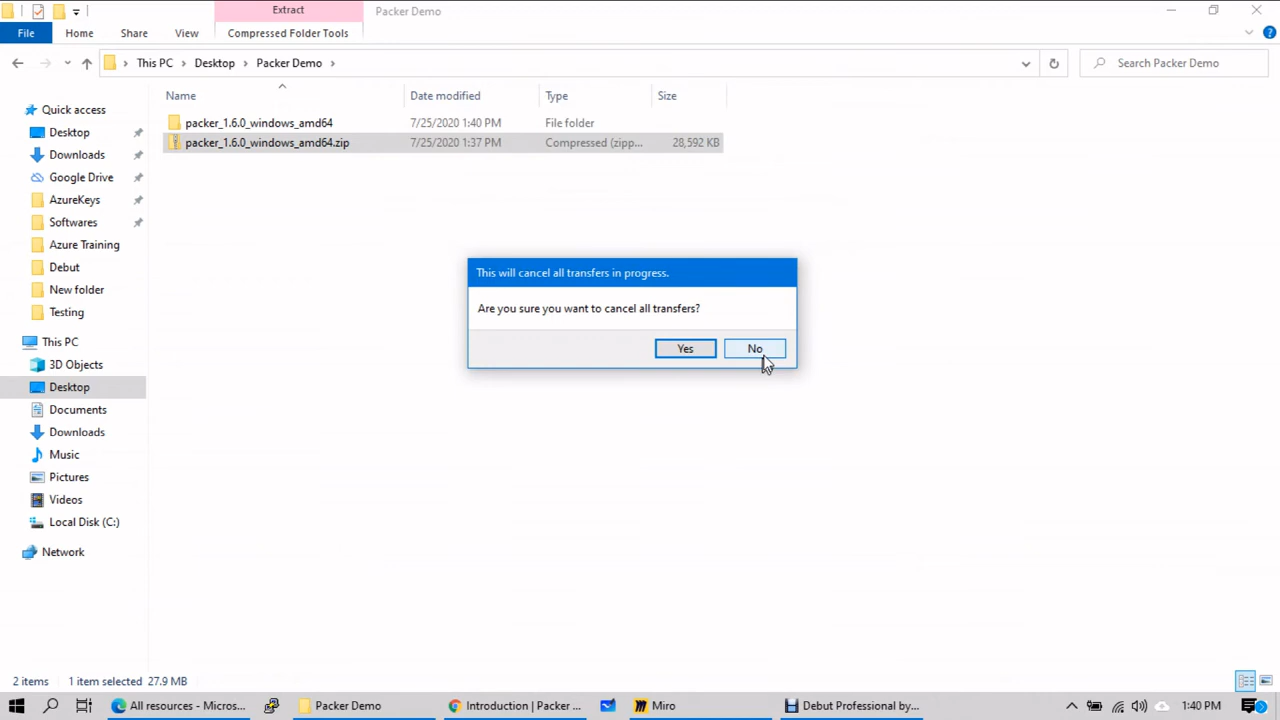 Extract
Packer Demo
File
Home
Share
View
Compressed Folder Tools
This PC
Desktop
Packer Demo
Search Packer Demo
Name
Date modified
Type
Size
packer_1.6.0_windows_amd64
7/25/2020 1:40 PM
File folder
packer_1.6.0_windows_amd64.zip
7/25/2020 1:37 PM
Compressed (zipp...
28,592 KB
Quick access
Desktop
Downloads
Google Drive
AzureKeys
Softwares
Azure Training
Debut
New folder
Testing
This PC
3D Objects
Desktop
Documents
Downloads
Music
Pictures
Videos
Local Disk (C:)
Network
This will cancel all transfers in progress.
Are you sure you want to cancel all transfers?
Yes
No
2 items
1 item selected 27.9 MB
All resources - Micros...
Packer Demo
Introduction | Packer ...
Miro
Debut Professional by...
1:40 PM